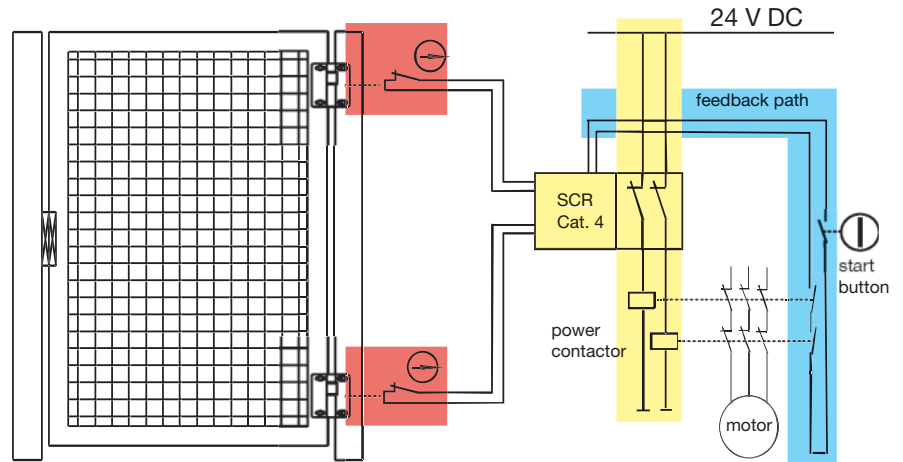 24 V DC
feedback path
SCR
Cat. 4
start
button
power
contactor
motor